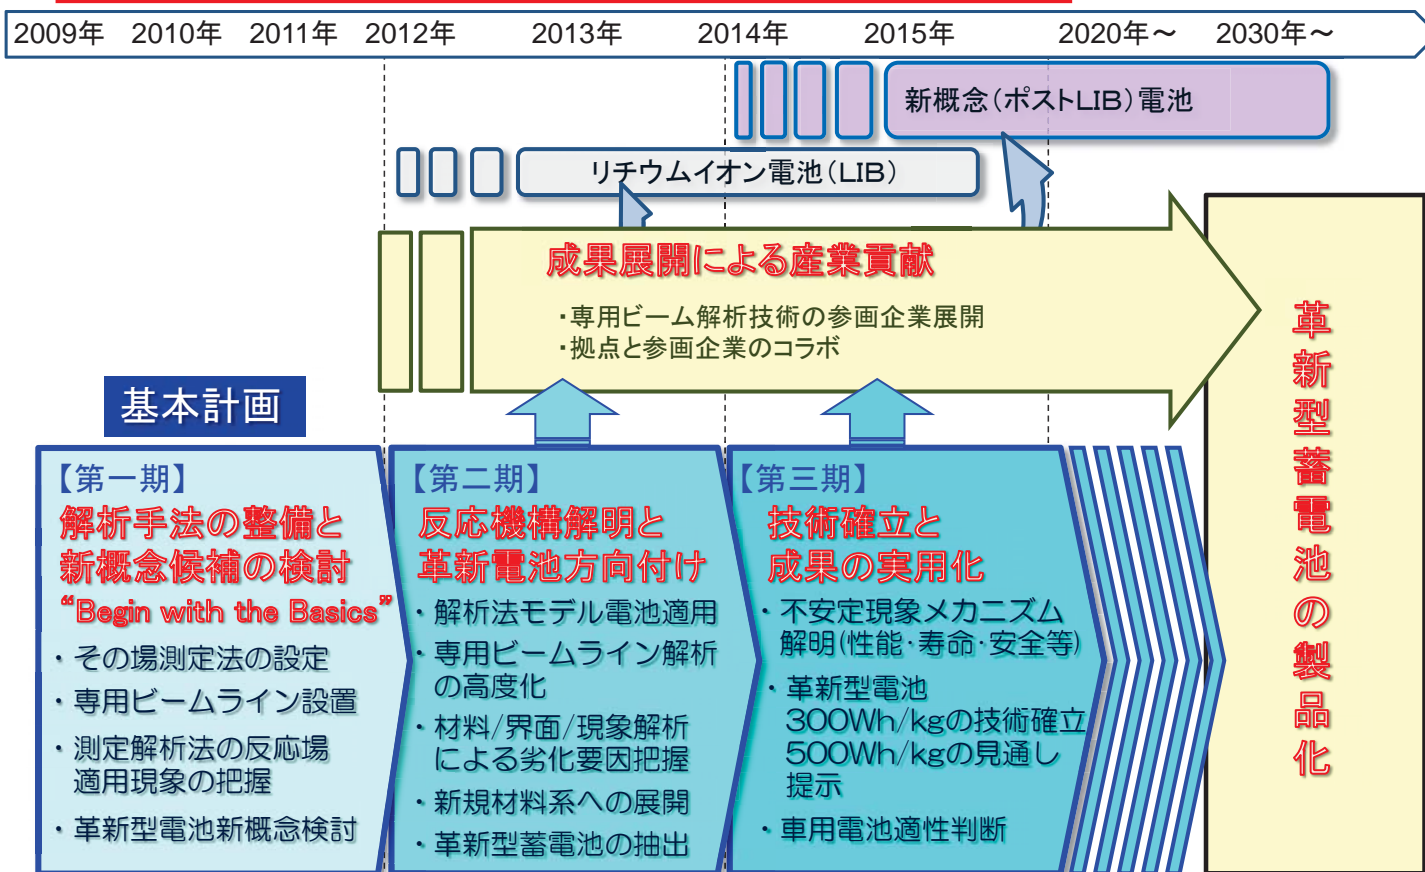 2009年 2010年 2011年 2012年 2013年 2014年 2015年 2020年～ 2030年～
新概念(ポストLIB)電池
リチウムイオン電池(LIB)
成果展開による産業貢献
・専用ビーム解析技術の参画企業展開
・拠点と参画企業のコラボ
基本計画
【第一期】
解析手法の整備と
新概念候補の検討
“Begin with the Basics”
・その場測定法の設定
・専用ビームライン設置
・測定解析法の反応場
適用現象の把握
・革新型電池新概念検討
【第二期】
反応機構解明と
革新電池方向付け
・解析法モデル電池適用
・専用ビームライン解析
の高度化
・材料/界面/現象解析
による劣化要因把握
・新規材料系への展開
・革新型蓄電池の抽出
【第三期】
技術確立と
成果の実用化
・不安定現象メカニズム
解明(性能・寿命・安全等)
・革新型電池
300Wh/kgの技術確立
500Wh/kgの見通し
提示
・車用電池適性判断
革新型蓄電池の製品化